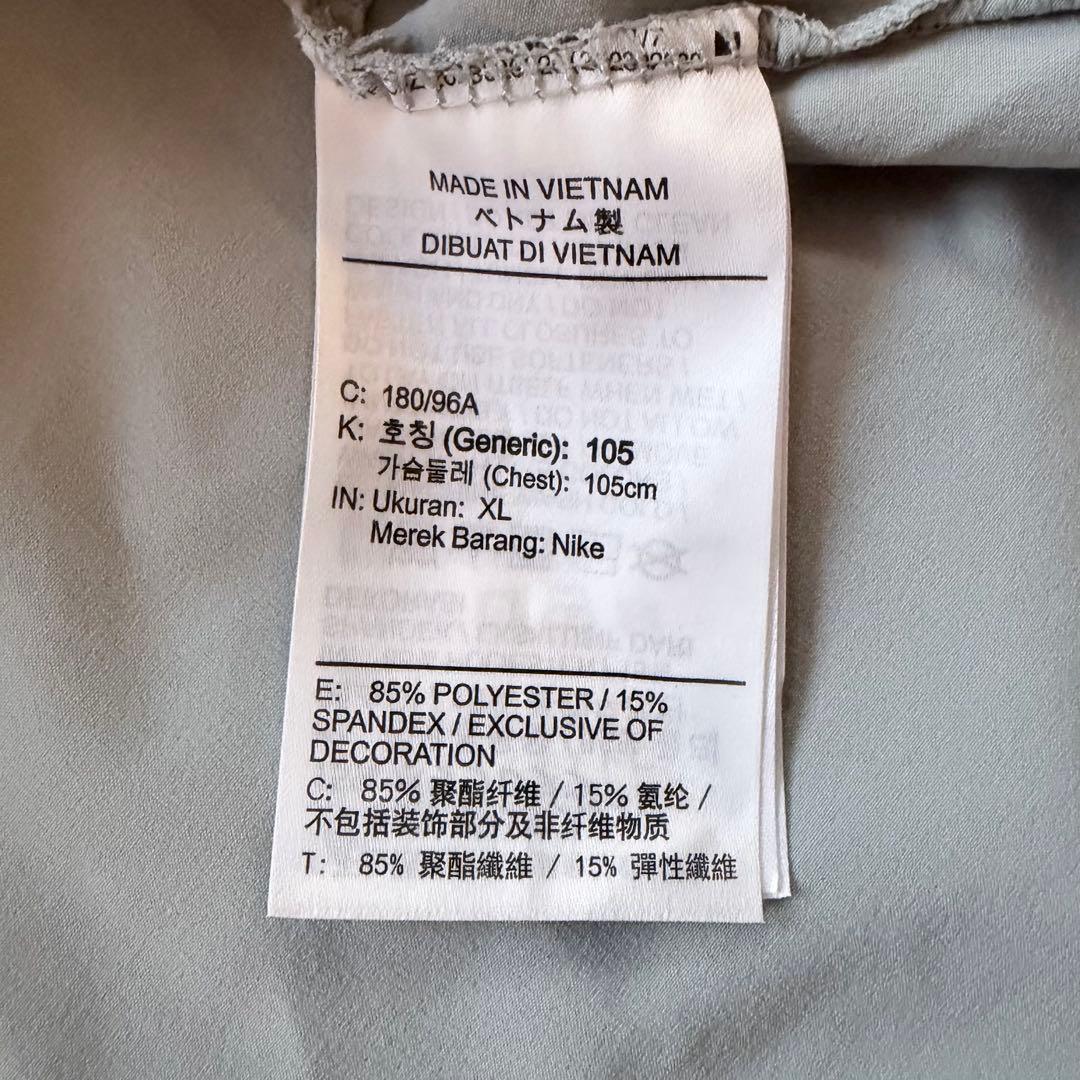 MADE IN VIETNAM
ベトナム製
DIBUAT DI VIETNAM
C: 180/96A
K: 호칭 (Generic): 105
가슴둘레 (Chest): 105cm
IN: Ukuran: XL
Merek Barang: Nike
E: 85% POLYESTER / 15%
SPANDEX / EXCLUSIVE OF
DECORATION
C: 85% 聚酯纤维 / 15% 氨纶 /
不包括装饰部分及非纤维物质
T: 85% 聚酯纖維 / 15% 彈性纖維